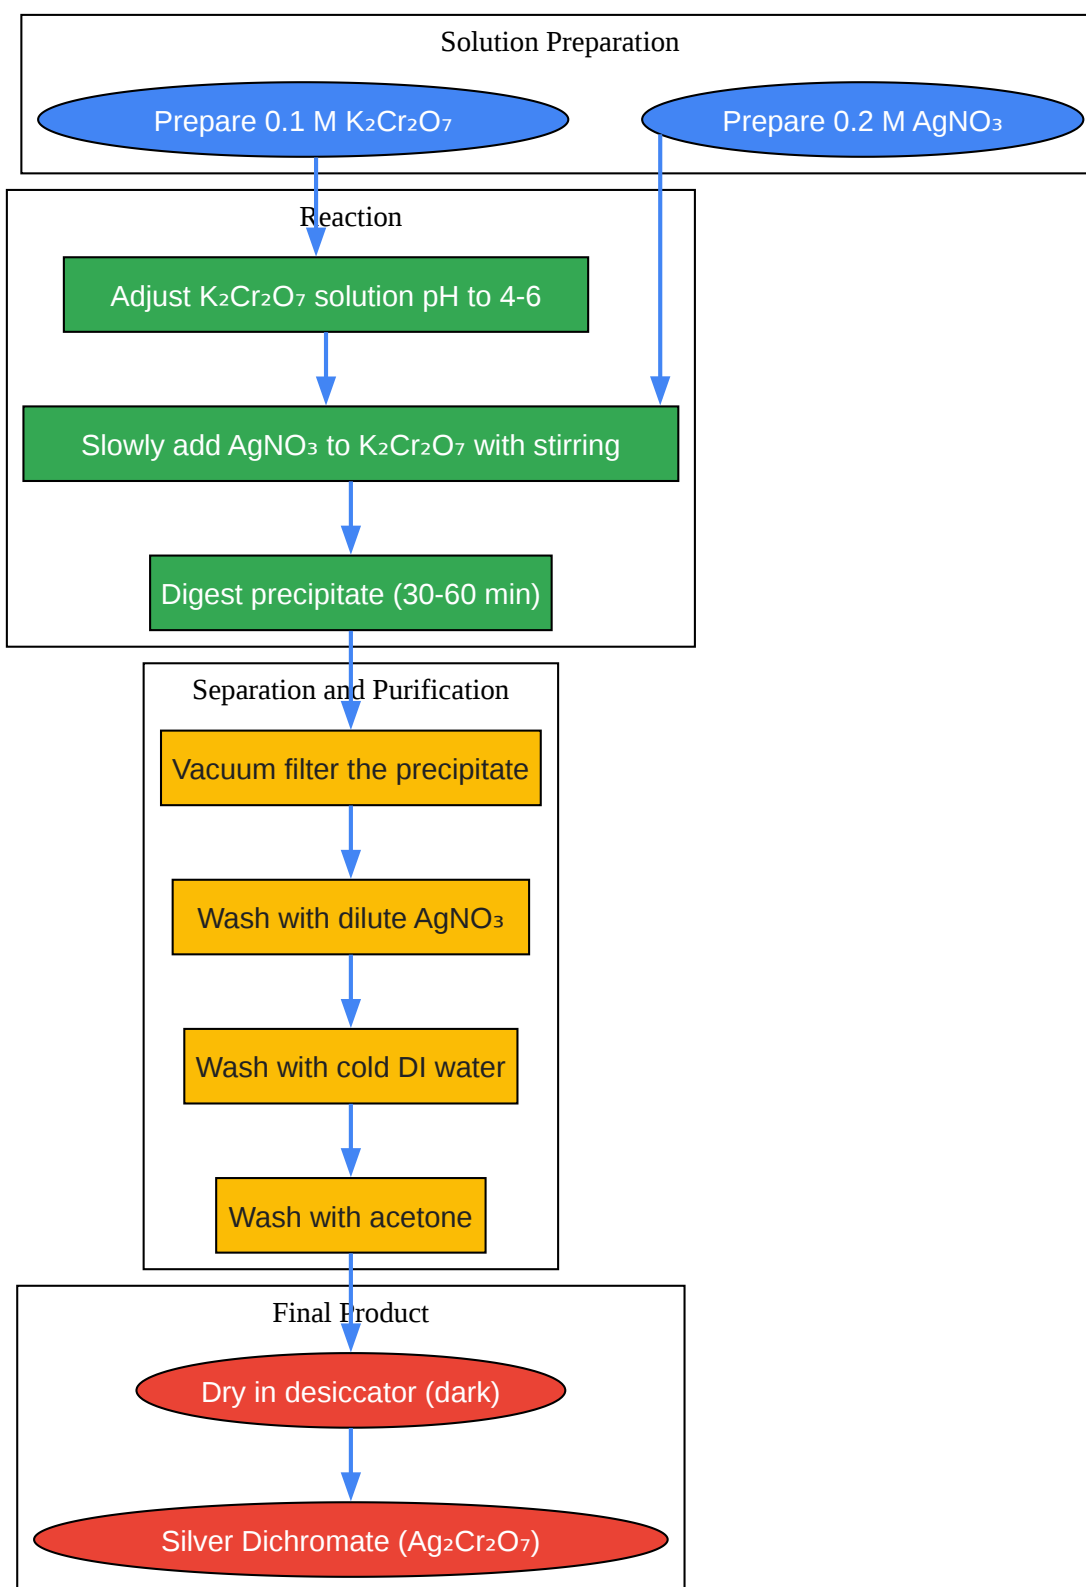 Solution Preparation
Prepare 0.1 M K₂Cr₂O₇
Prepare 0.2 M AgNO₃
Reaction
Adjust K₂Cr₂O₇ solution pH to 4-6
Slowly add AgNO₃ to K₂Cr₂O₇ with stirring
Digest precipitate (30-60 min)
Separation and Purification
Vacuum filter the precipitate
Wash with dilute AgNO₃
Wash with cold DI water
Wash with acetone
Final Product
Dry in desiccator (dark)
Silver Dichromate (Ag₂Cr₂O₇)